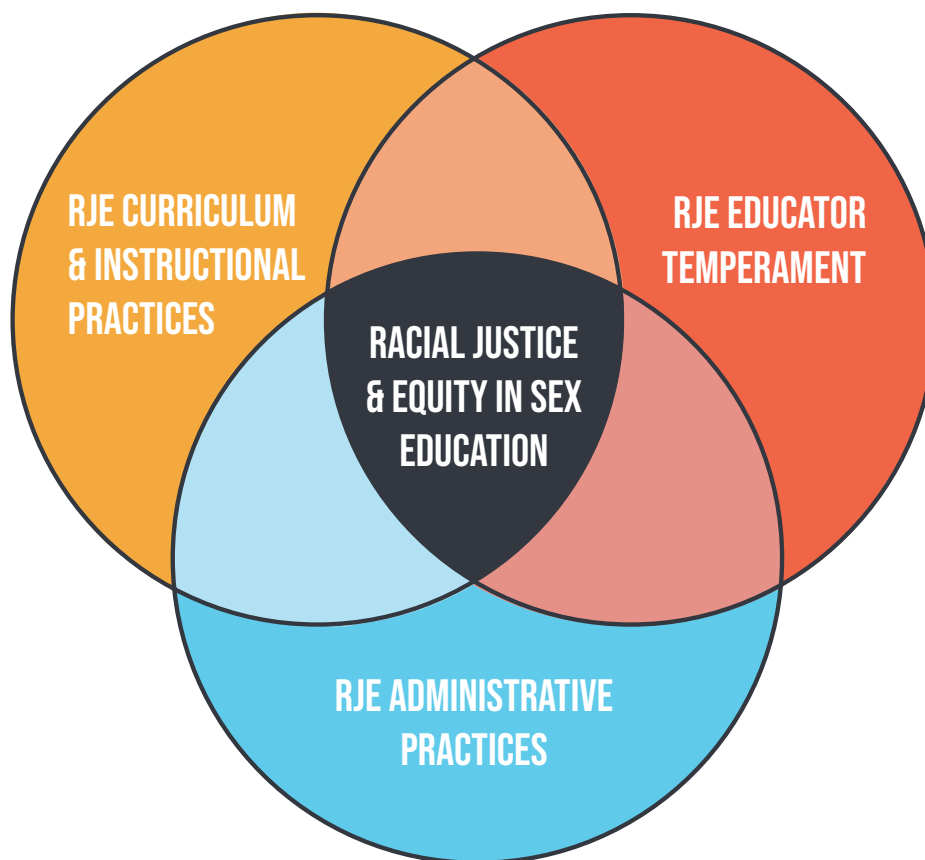 RJE CURRICULUM
& INSTRUCTIONAL
PRACTICES
RJE EDUCATOR
TEMPERAMENT
RACIAL JUSTICE
& EQUITY IN SEX
EDUCATION
RJE ADMINISTRATIVE
PRACTICES